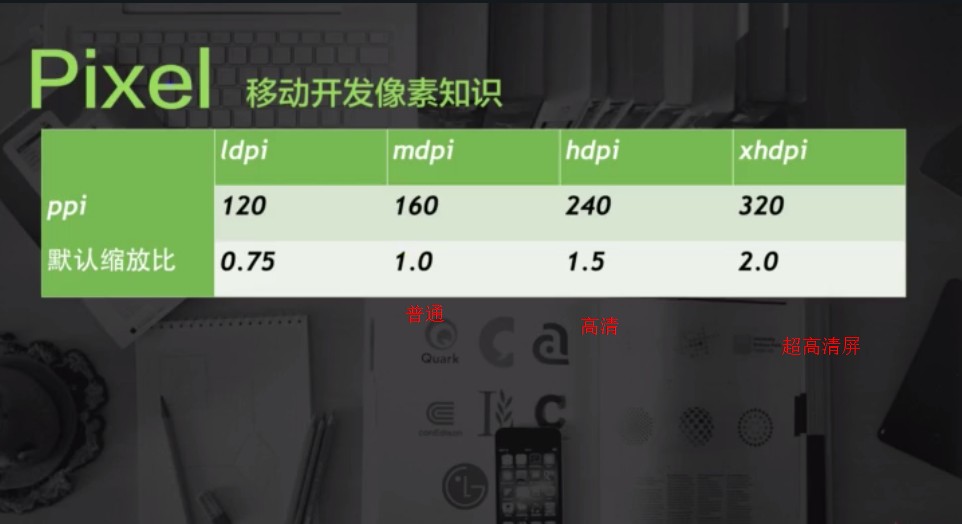 Pixel 移动开发像素知识
ldpi mdpi hdpi xhdpi
ppi 120 160 240 320
默认缩放比 0.75 1.0 1.5 2.0
普通
高清
超高清屏
Quark